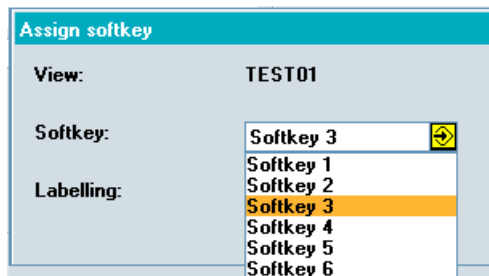 Assign softkey
View: TEST01
Softkey: Softkey 3
Softkey 1
Softkey 2
Labelling: Softkey 3
Softkey 4
Softkey 5
Softkey 6